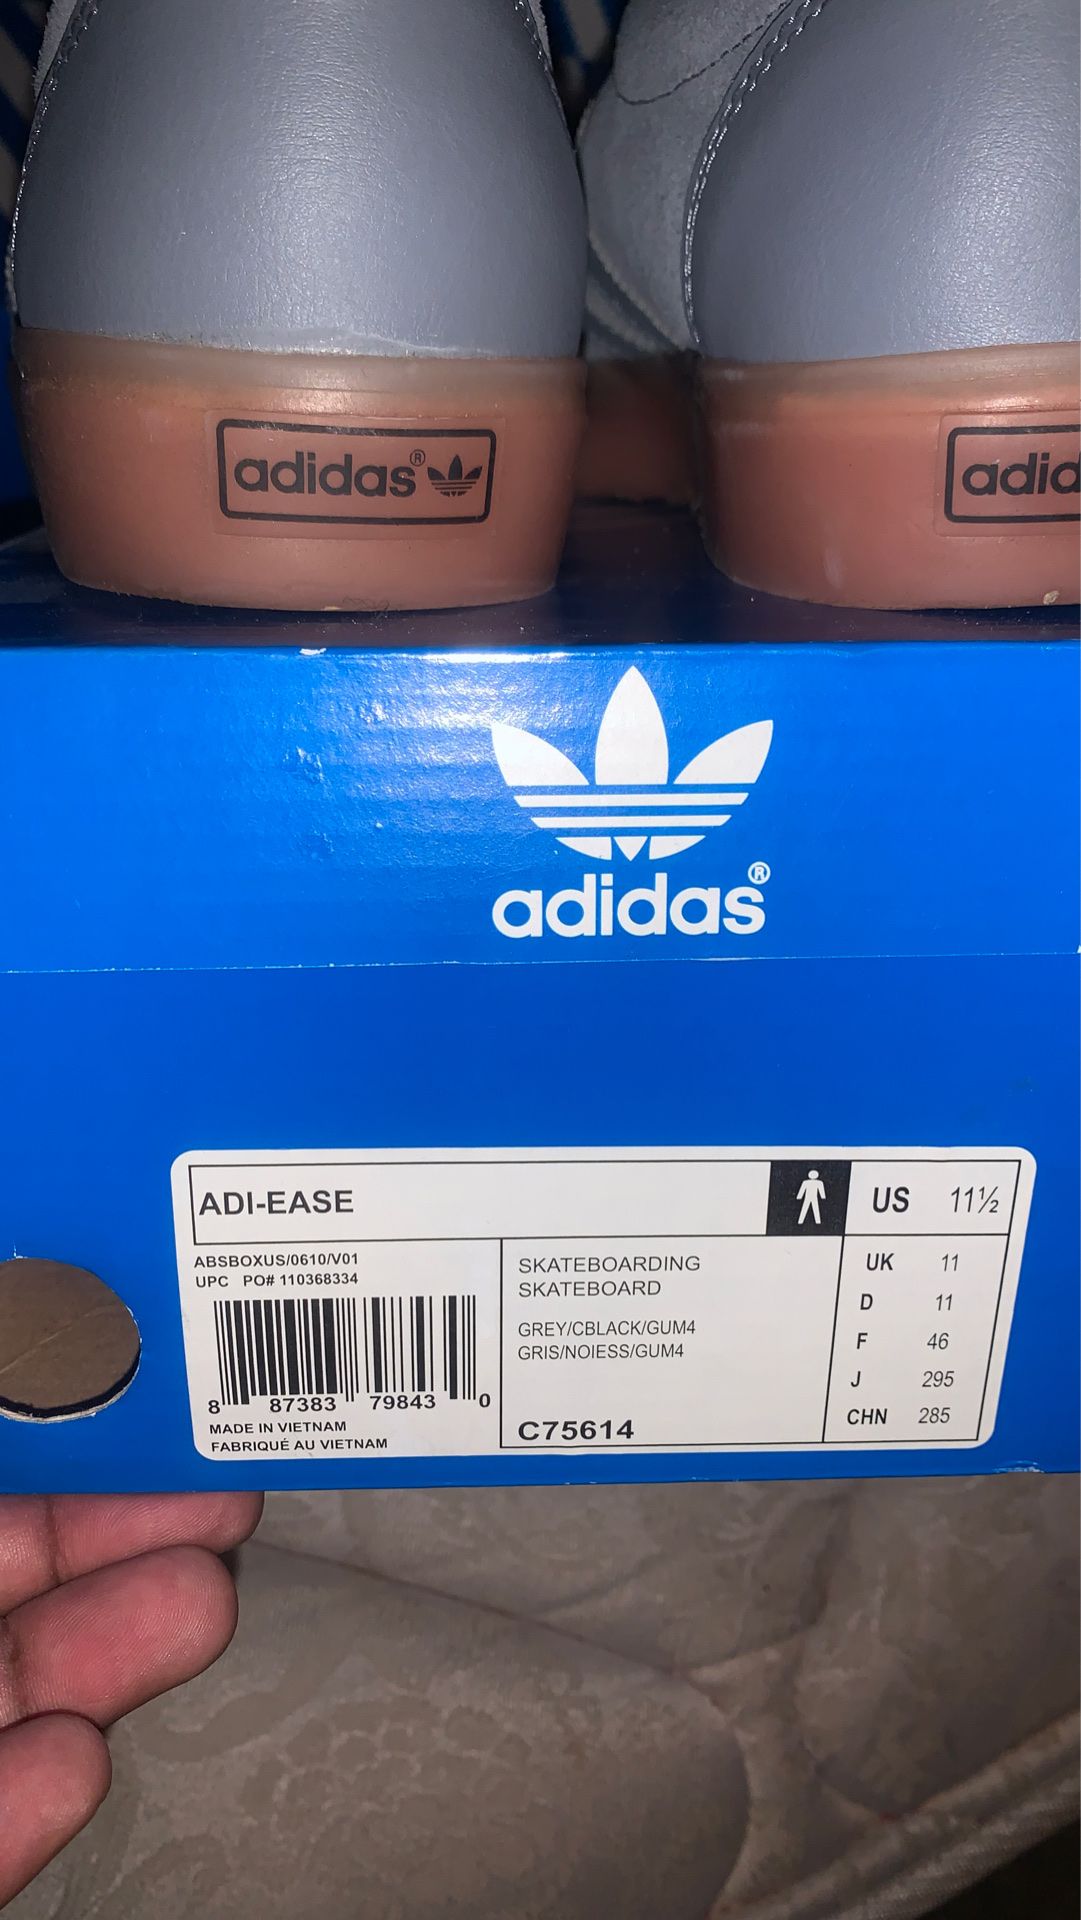 adidas®
adid
adidas®
ADI-EASE
US 11½
ABSBOXUS/0610/V01
UPC PO# 110368334
8 87383 79843 0
MADE IN VIETNAM
FABRIQUÉ AU VIETNAM
SKATEBOARDING
SKATEBOARD
GREY/CBLACK/GUM4
GRIS/NOIESS/GUM4
C75614
UK 11
D 11
F 46
J 295
CHN 285